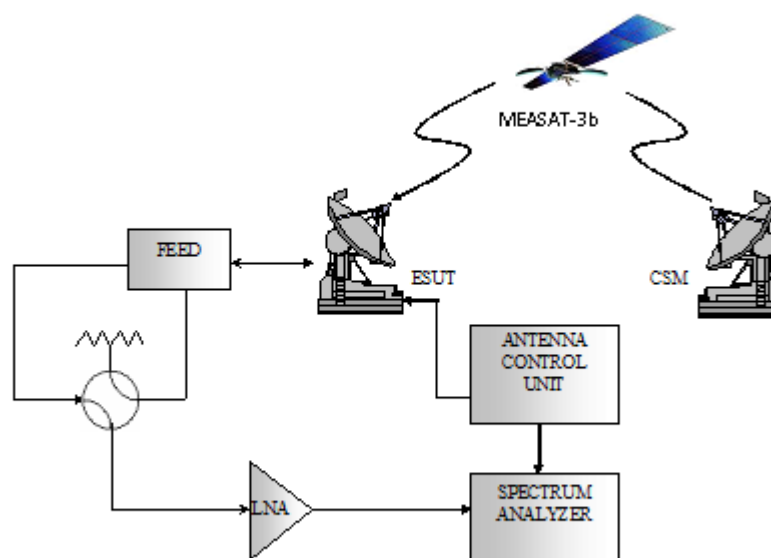 MEASAT-3b
FEED
ESUT
CSM
ANTENNA
CONTROL
UNIT
LNA
SPECTRUM
ANALYZER